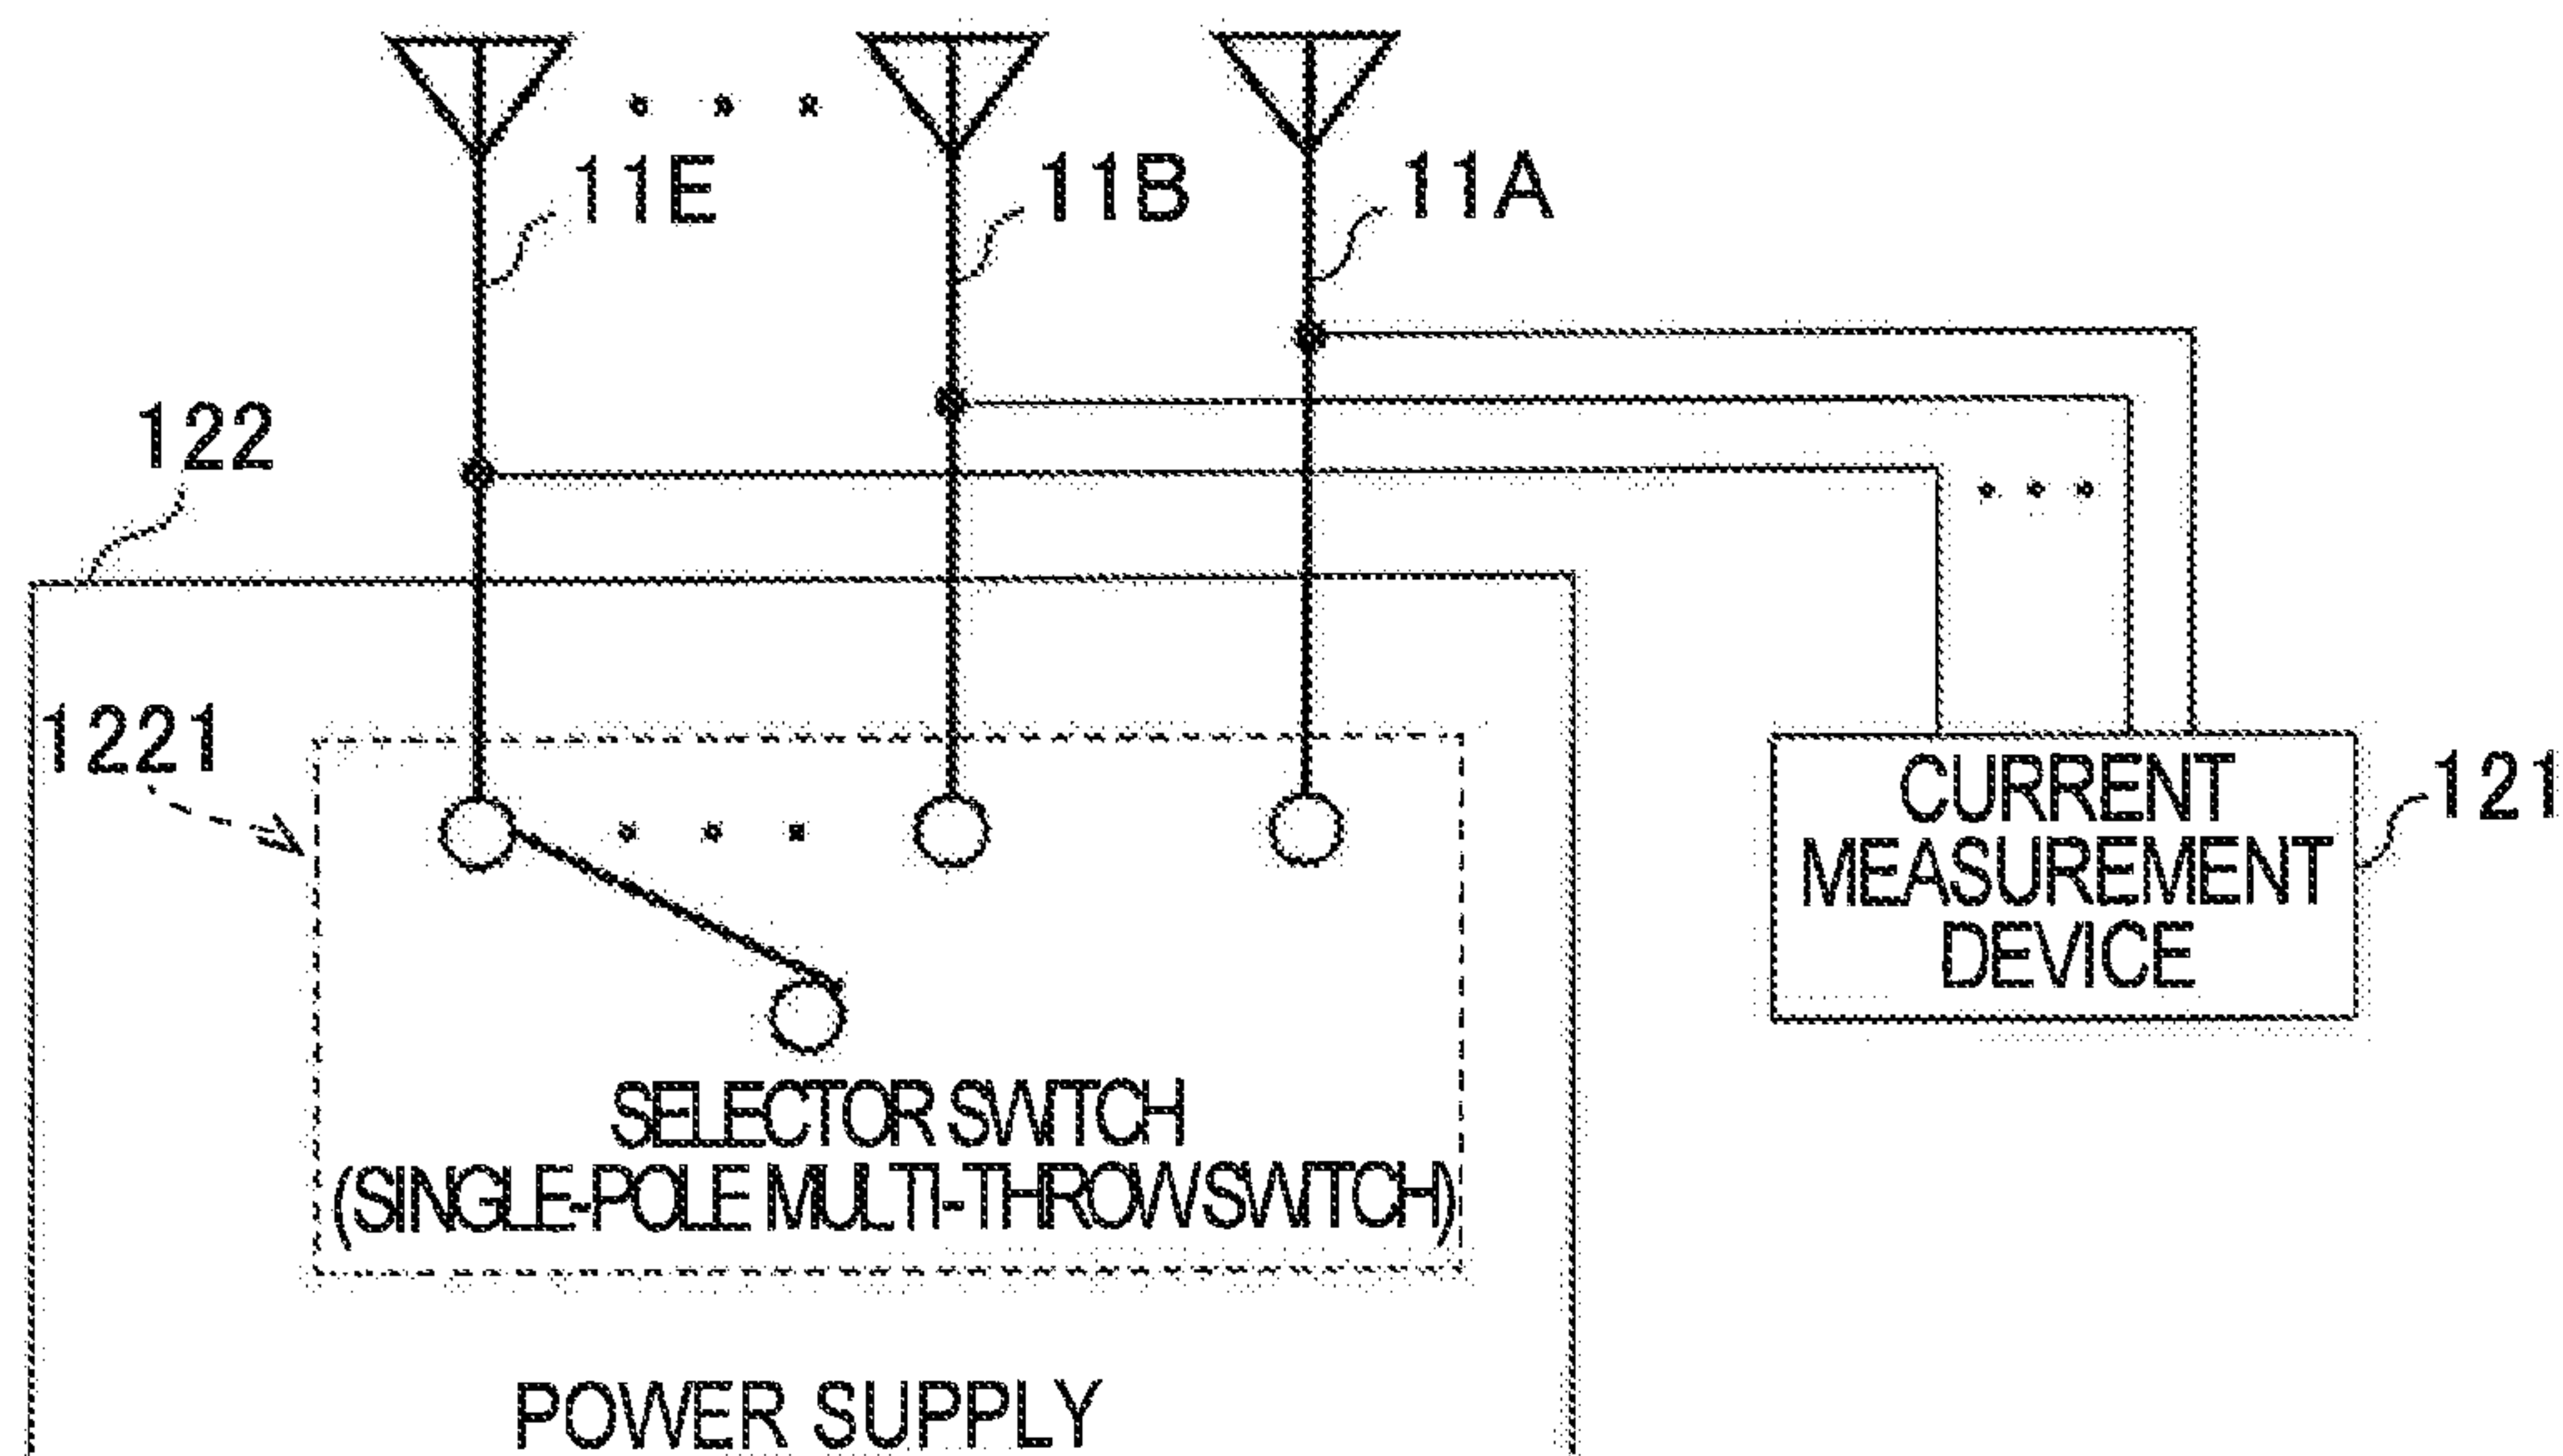 11E
11B
11A
122
1221
CURRENT
MEASUREMENT
DEVICE
121
SELECTOR SWITCH
(SINGLE-POLE MULTI-THROW SWITCH)
POWER SUPPLY